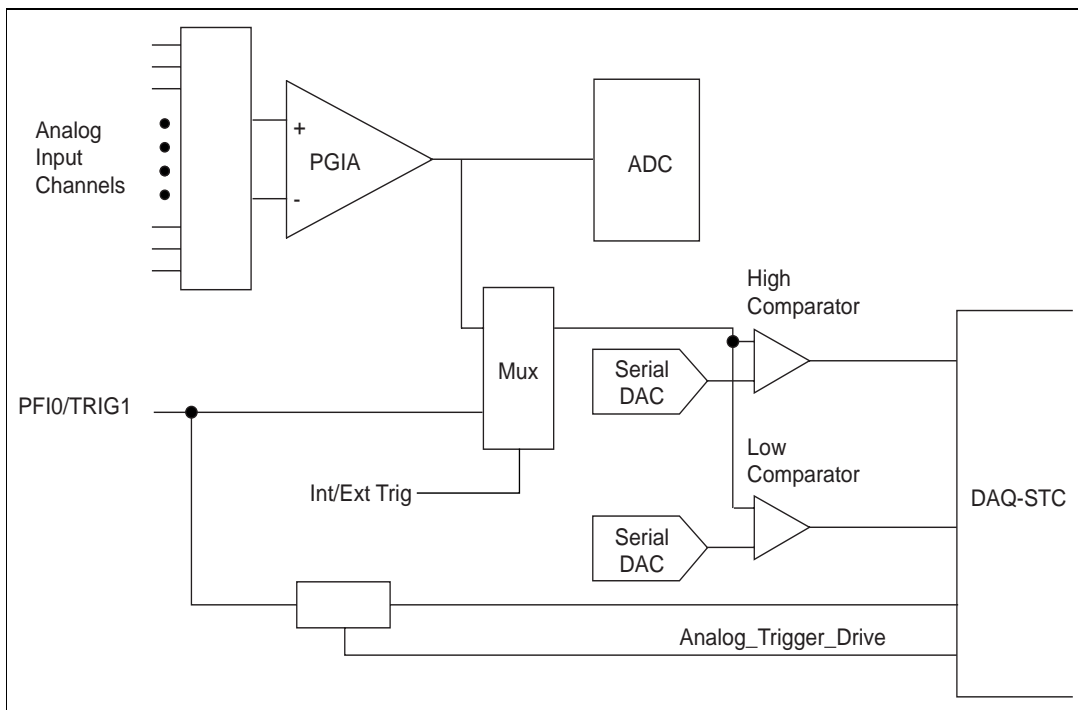 Analog
Input
Channels
+
PGIA
-
ADC
High
Comparator
Serial
DAC
Mux
PFI0/TRIG1
Low
Comparator
Int/Ext Trig
DAQ-STC
Serial
DAC
Analog_Trigger_Drive